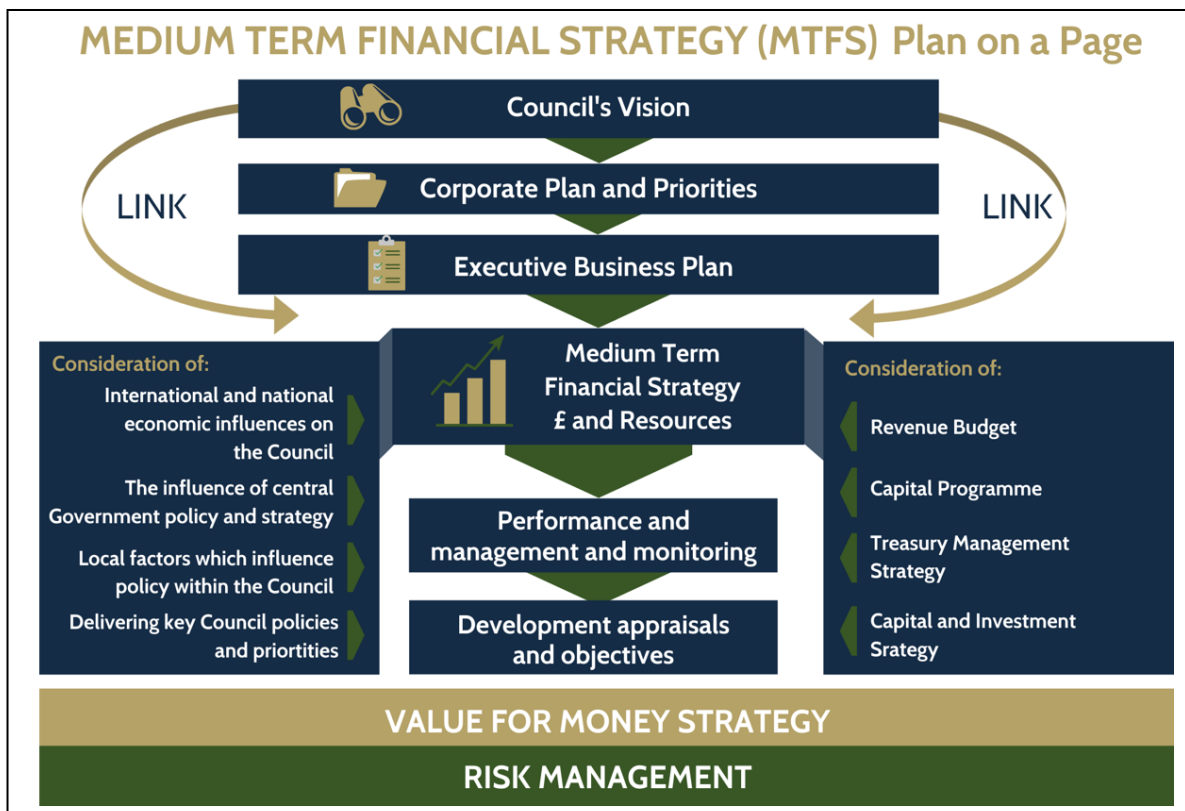 MEDIUM TERM FINANCIAL STRATEGY (MTFS) Plan on a Page
Council's Vision
LINK
LINK
Corporate Plan and Priorities
Executive Business Plan
Medium Term
Financial Strategy
£ and Resources
Consideration of:
International and national
economic influences on
the Council
The influence of central
Government policy and strategy
Local factors which influence
policy within the Council
Delivering key Council policies
and priortities
Performance and
management and monitoring
Development appraisals
and objectives
Consideration of:
Revenue Budget
Capital Programme
Treasury Management
Strategy
Capital and Investment
Srategy
VALUE FOR MONEY STRATEGY
RISK MANAGEMENT